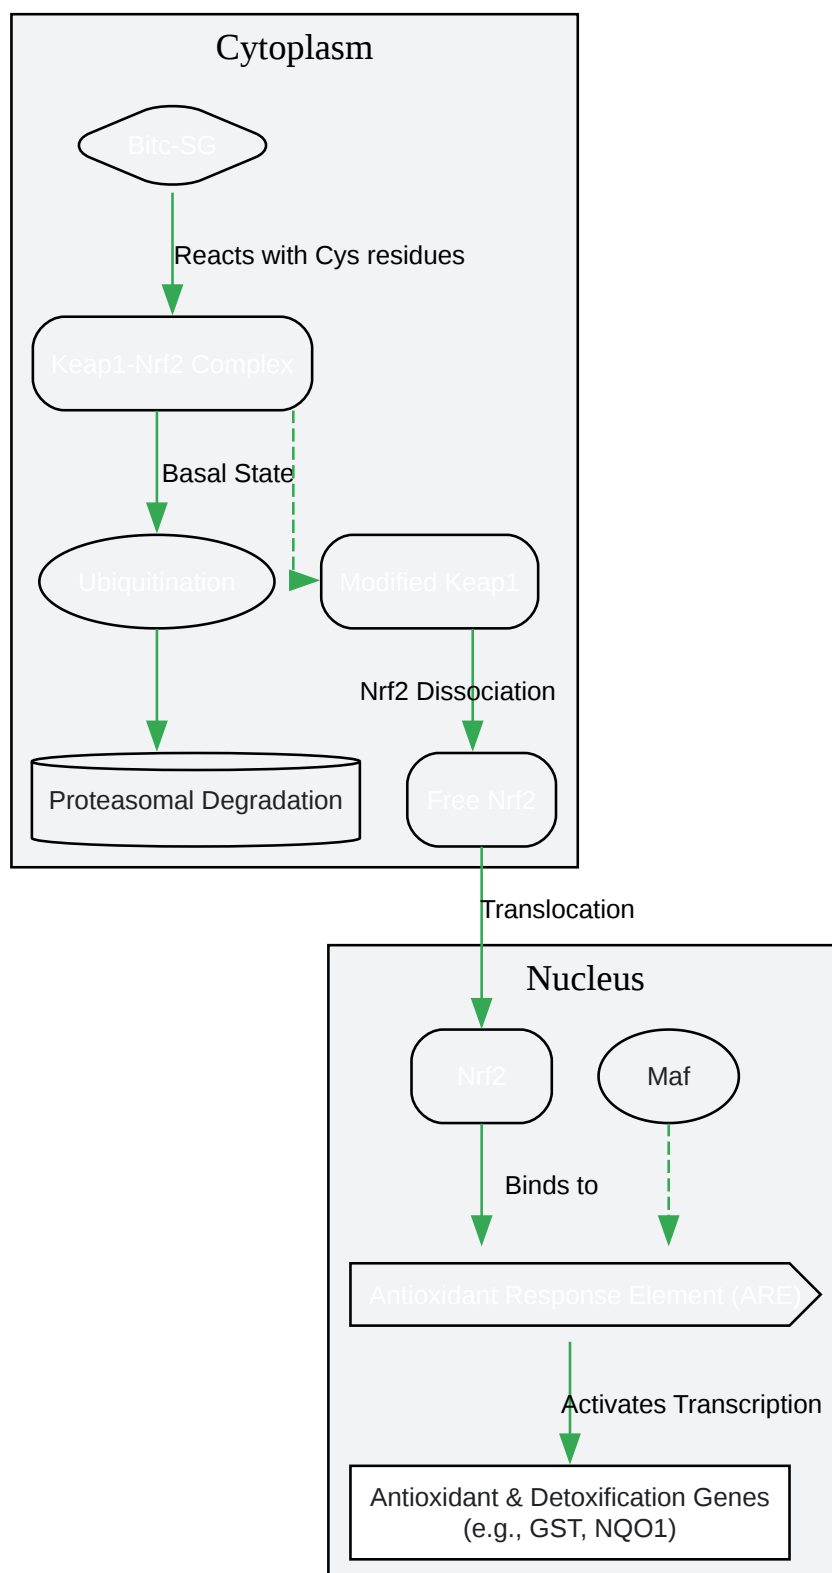 Cytoplasm
Bitc-SG
Reacts with Cys residues
Keap1-Nrf2 Complex
Basal State
Ubiquitination
Modified Keap1
Nrf2 Dissociation
Proteasomal Degradation
Free Nrf2
Translocation
Nucleus
Nrf2
Maf
Binds to
Antioxidant Response Element (ARE)
Activates Transcription
Antioxidant & Detoxification Genes
(e.g., GST, NQO1)